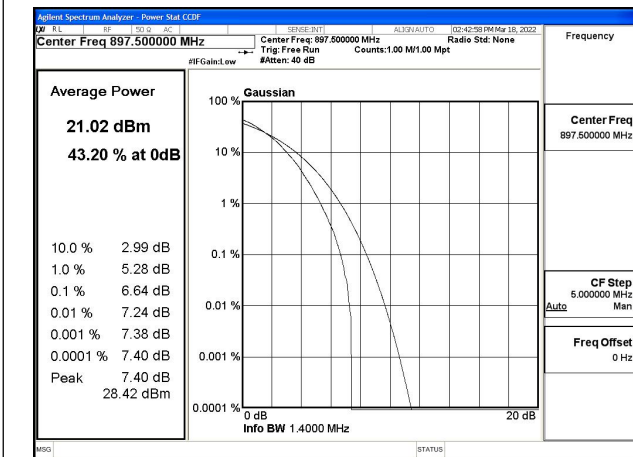 Agilent Spectrum Analyzer - Power Stat CCDF
LXI RL RF 50 Ω AC SENSE:INT ALIGN AUTO 02:42:58 PM Mar 18, 2022
Center Freq 897.500000 MHz
Center Freq: 897.500000 MHz Radio Std: None
Trig: Free Run Counts:1.00 M/1.00 Mpt
#IFGain:Low #Atten: 40 dB
Frequency
Average Power
21.02 dBm
43.20 % at 0dB
10.0 % 2.99 dB
1.0 % 5.28 dB
0.1 % 6.64 dB
0.01 % 7.24 dB
0.001 % 7.38 dB
0.0001 % 7.40 dB
Peak 7.40 dB
28.42 dBm
Gaussian
100 %
10 %
1 %
0.1 %
0.01 %
0.001 %
0.0001 %
0 dB 20 dB
Info BW 1.4000 MHz
Center Freq
897.500000 MHz
CF Step
5.000000 MHz
Auto Man
Freq Offset
0 Hz
MSG STATUS